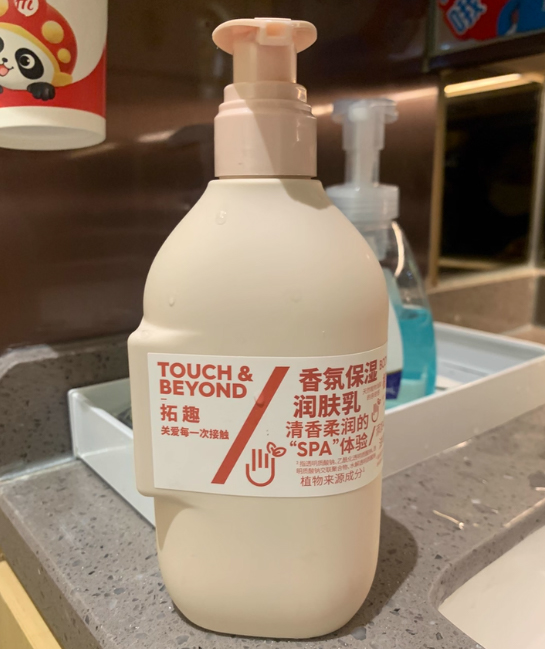 TOUCH &
BEYOND
拓趣
关爱每一次接触
香氛保湿
润肤乳
清香柔润的
“SPA”体验
植物来源成分